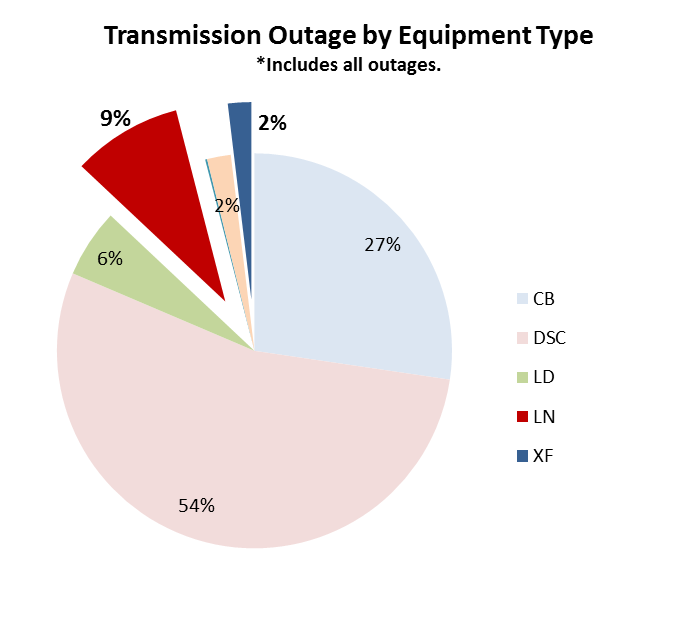 Transmission Outage by Equipment Type
*Includes all outages.
9%
2%
2%
27%
6%
54%
CB
DSC
LD
LN
XF